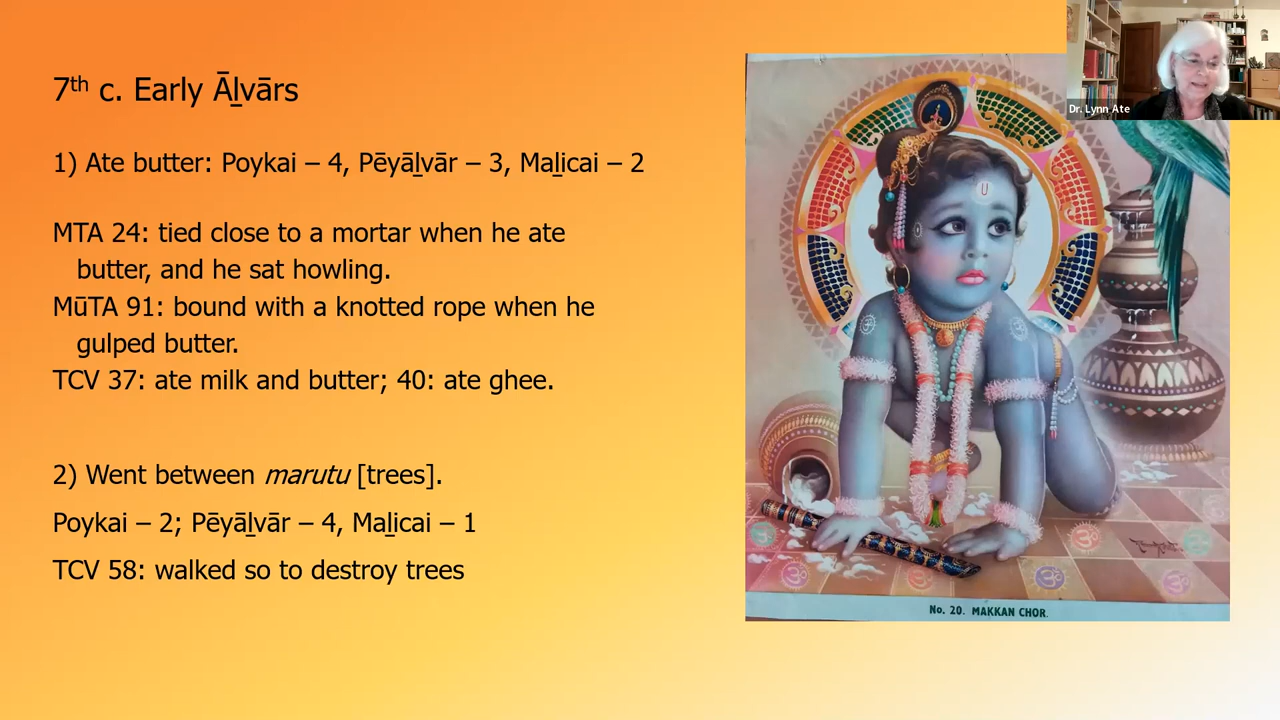 7th c. Early Āḻvārs
1) Ate butter: Poykai – 4, Pēyāḻvār – 3, Maḻicai – 2
MTA 24: tied close to a mortar when he ate
butter, and he sat howling.
MūTA 91: bound with a knotted rope when he
gulped butter.
TCV 37: ate milk and butter; 40: ate ghee.
2) Went between marutu [trees].
Poykai – 2; Pēyāḻvār – 4, Maḻicai – 1
TCV 58: walked so to destroy trees
Dr. Lynn Ate
ॐ
ॐ
ॐ
No. 20. MAKKAN CHOR.